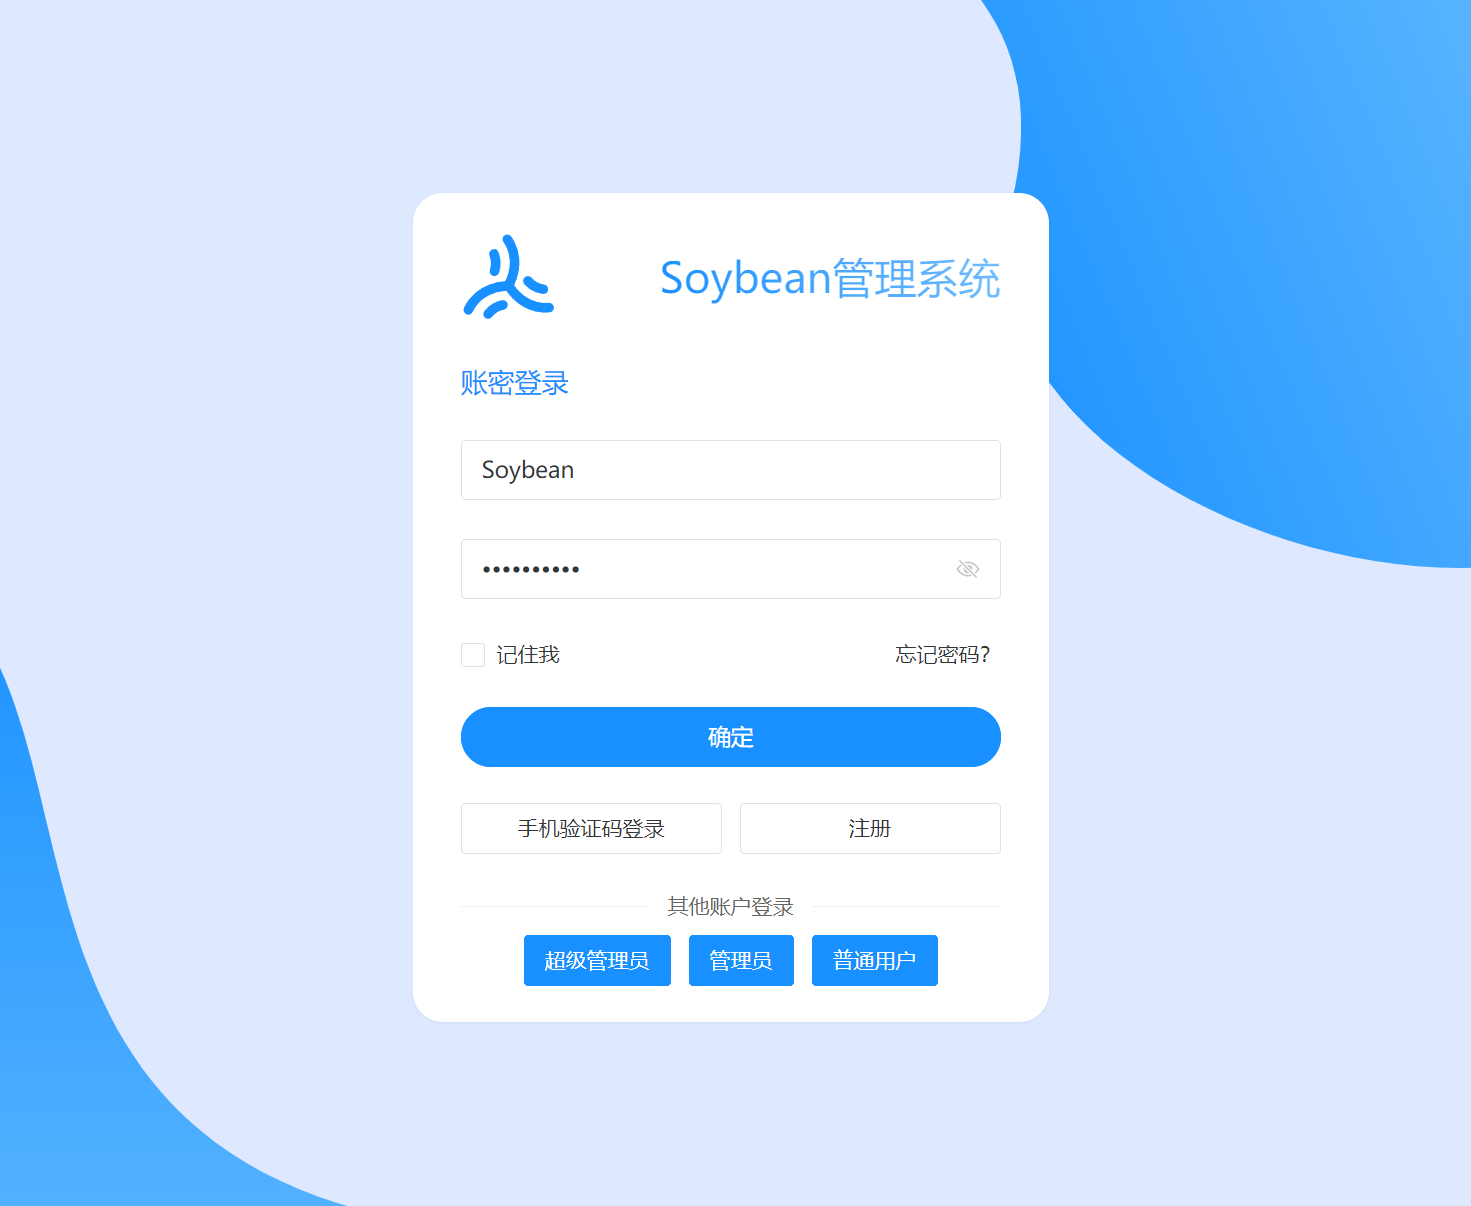 Soybean管理系统
账密登录
Soybean
••••••••••
记住我 忘记密码?
确定
手机验证码登录 注册
其他账户登录
超级管理员 管理员 普通用户